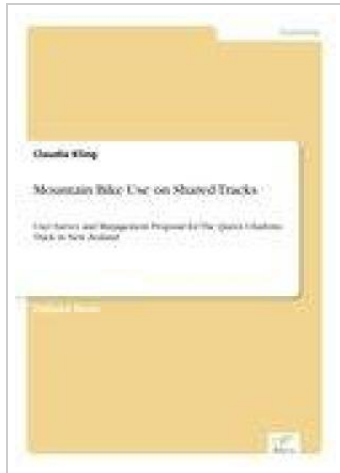 Claudia Kling
Mountain Bike Use on Shared Tracks
User Survey and Management Proposal for The Queen Charlotte
Track in New Zealand